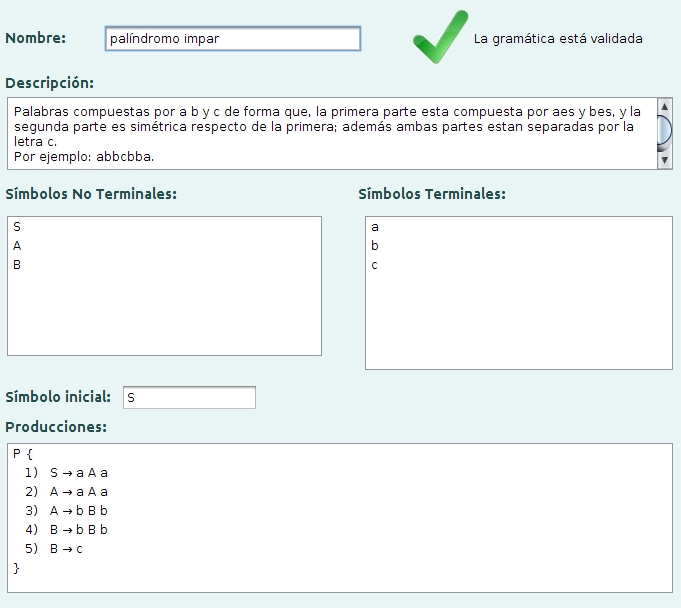 Nombre: palíndromo impar La gramática está validada
Descripción:
Palabras compuestas por a b y c de forma que, la primera parte esta compuesta por aes y bes, y la
segunda parte es simétrica respecto de la primera; además ambas partes estan separadas por la
letra c.
Por ejemplo: abbcbba.
Símbolos No Terminales: Símbolos Terminales:
S a
A b
B c
Símbolo inicial: S
Producciones:
P {
1) S → a A a
2) A → a A a
3) A → b B b
4) B → b B b
5) B → c
}